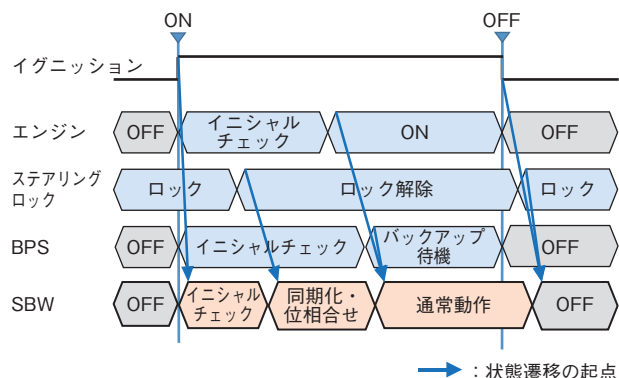 ON
OFF
イグニッション
エンジン
OFF
イニシャル
チェック
ON
OFF
ステアリング
ロック
ロック
ロック解除
ロック
BPS
OFF
イニシャルチェック
バックアップ
待機
OFF
SBW
OFF
イニシャル
チェック
同期化・
位相合せ
通常動作
OFF
：状態遷移の起点